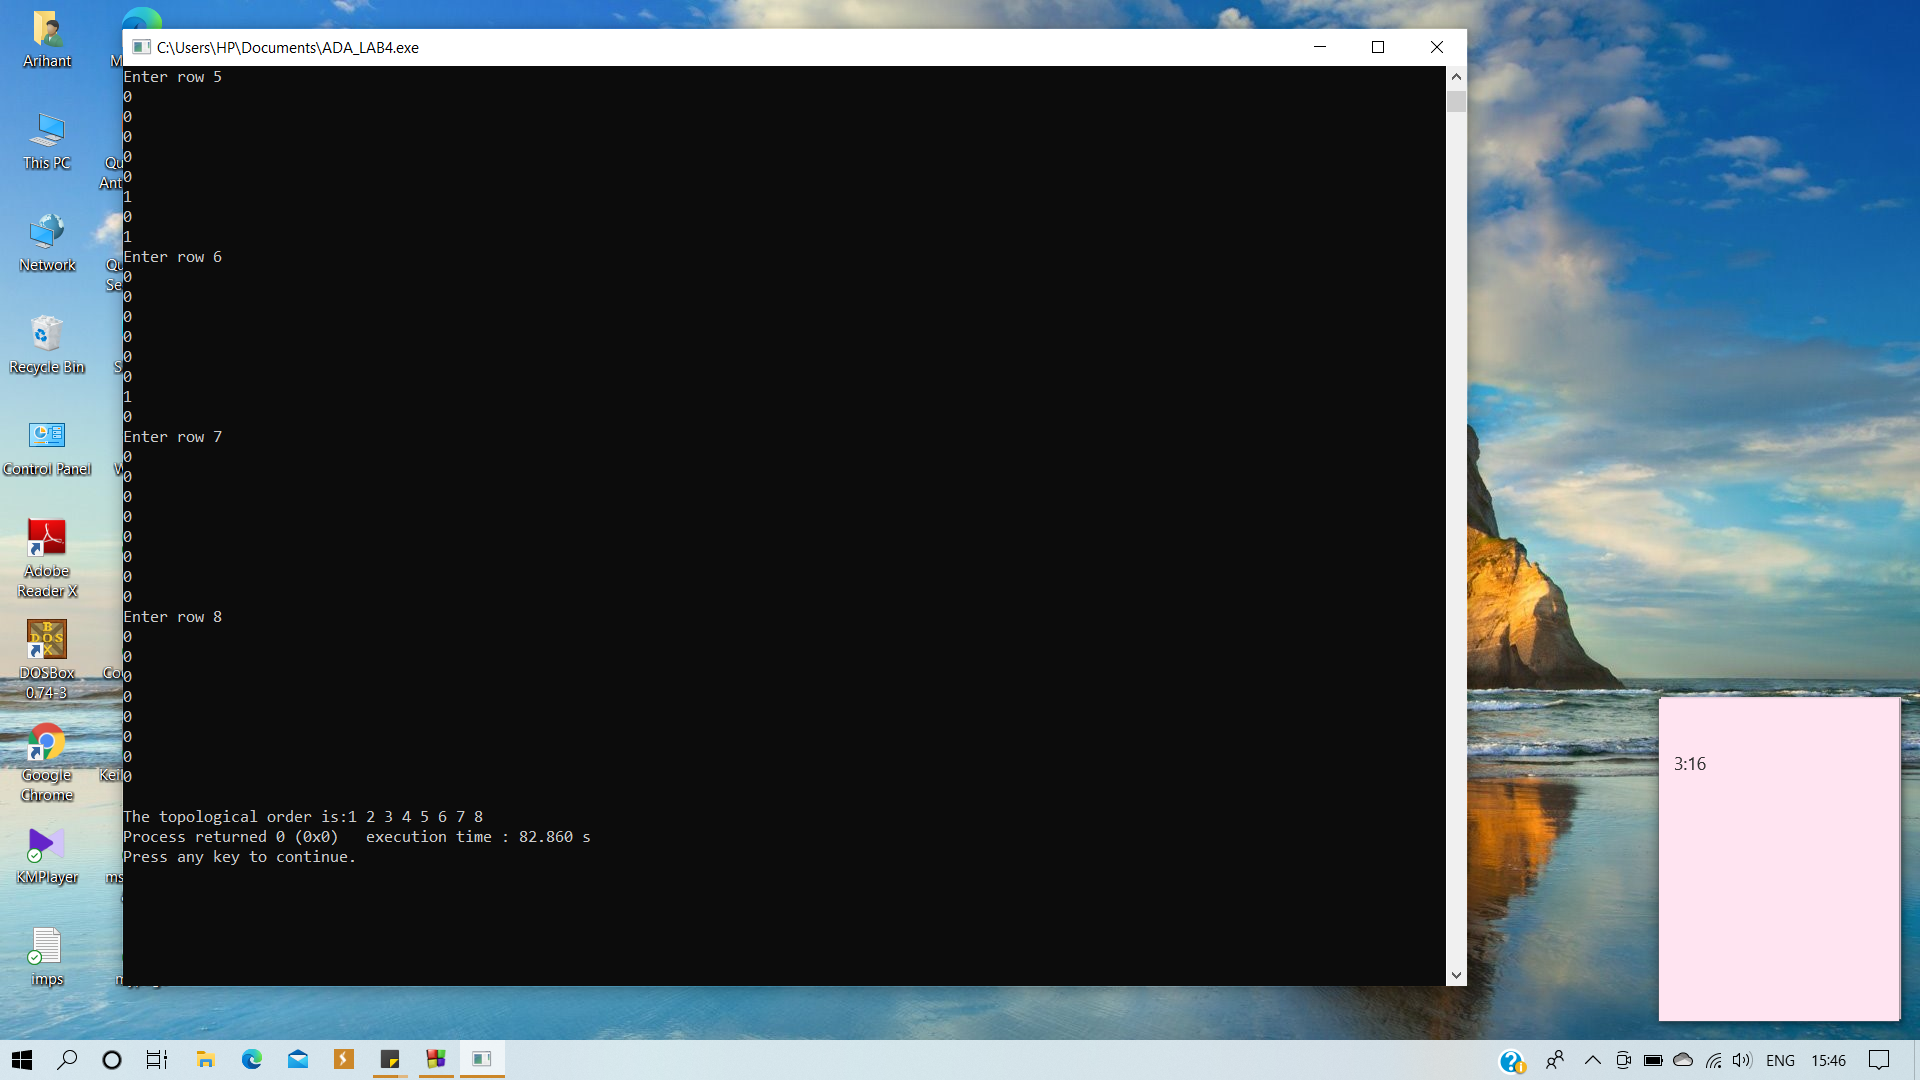 C:\Users\HP\Documents\ADA_LAB4.exe
Enter row 5
0
0
0
0
0
1
0
1
Enter row 6
0
0
0
0
0
0
1
0
Enter row 7
0
0
0
0
0
0
0
0
Enter row 8
0
0
0
0
0
0
0
0
The topological order is:1 2 3 4 5 6 7 8
Process returned 0 (0x0)   execution time : 82.860 s
Press any key to continue.
Arihant
This PC
Network
Recycle Bin
Control Panel
Adobe
Reader X
DOSBox
0.74-3
Google
Chrome
KMPlayer
imps
3:16
ENG
15:46